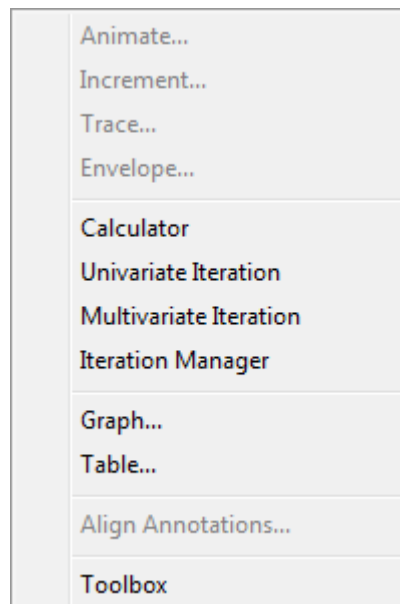 Animate...
Increment...
Trace...
Envelope...
Calculator
Univariate Iteration
Multivariate Iteration
Iteration Manager
Graph...
Table...
Align Annotations...
Toolbox